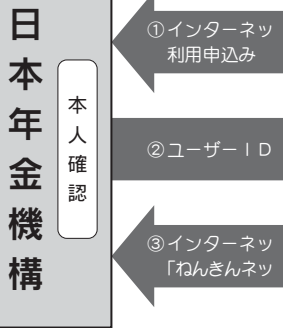 日本年金機構
本人確認
①インターネッ
利用申込み
②ユーザーID
③インターネッ
「ねんきんネッ